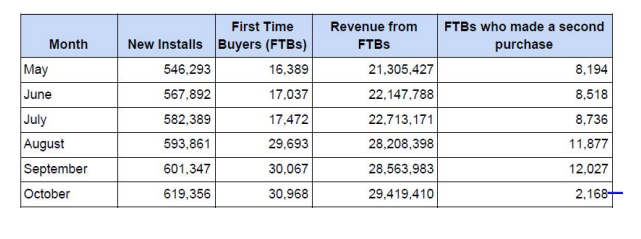 Month New Installs First Time Buyers (FTBs) Revenue from FTBs FTBs who made a second purchase
May 546,293 16,389 21,305,427 8,194
June 567,892 17,037 22,147,788 8,518
July 582,389 17,472 22,713,171 8,736
August 593,861 29,693 28,208,398 11,877
September 601,347 30,067 28,563,983 12,027
October 619,356 30,968 29,419,410 2,168